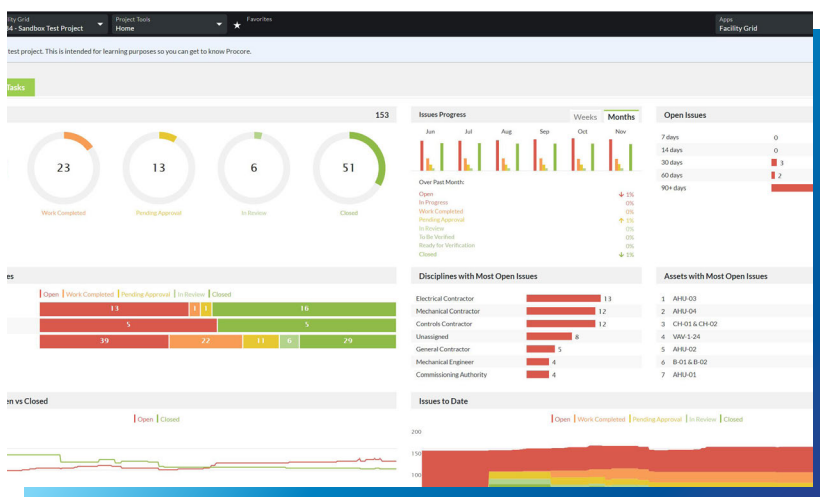 lity Grid
34 - Sandbox Test Project
Project Tools
Home
Favorites
Apps
Facility Grid
test project. This is intended for learning purposes so you can get to know Procore.
Tasks
153
23
Work Completed
13
Pending Approval
6
In Review
51
Closed
Issues Progress
Weeks Months
Jun Jul Aug Sep Oct Nov
Over Past Month:
Open 1%
In Progress 0%
Work Completed 0%
Pending Approval 1%
In Review 0%
To Be Verified 0%
Ready for Verification 0%
Closed 1%
Open Issues
7 days 0
14 days 0
30 days 3
60 days 2
90+ days
es
Open Work Completed Pending Approval In Review Closed
13 1 1 16
5 5
39 22 11 6 29
Disciplines with Most Open Issues
Electrical Contractor 13
Mechanical Contractor 12
Controls Contractor 12
Unassigned 8
General Contractor 5
Mechanical Engineer 4
Commissioning Authority 4
Assets with Most Open Issues
1 AHU-03
2 AHU-04
3 CH-01 & CH-02
4 VAV-1-24
5 AHU-02
6 B-01 & B-02
7 AHU-01
en vs Closed
Open Closed
Issues to Date
Open Work Completed Pending Approval In Review Closed
200
150
100